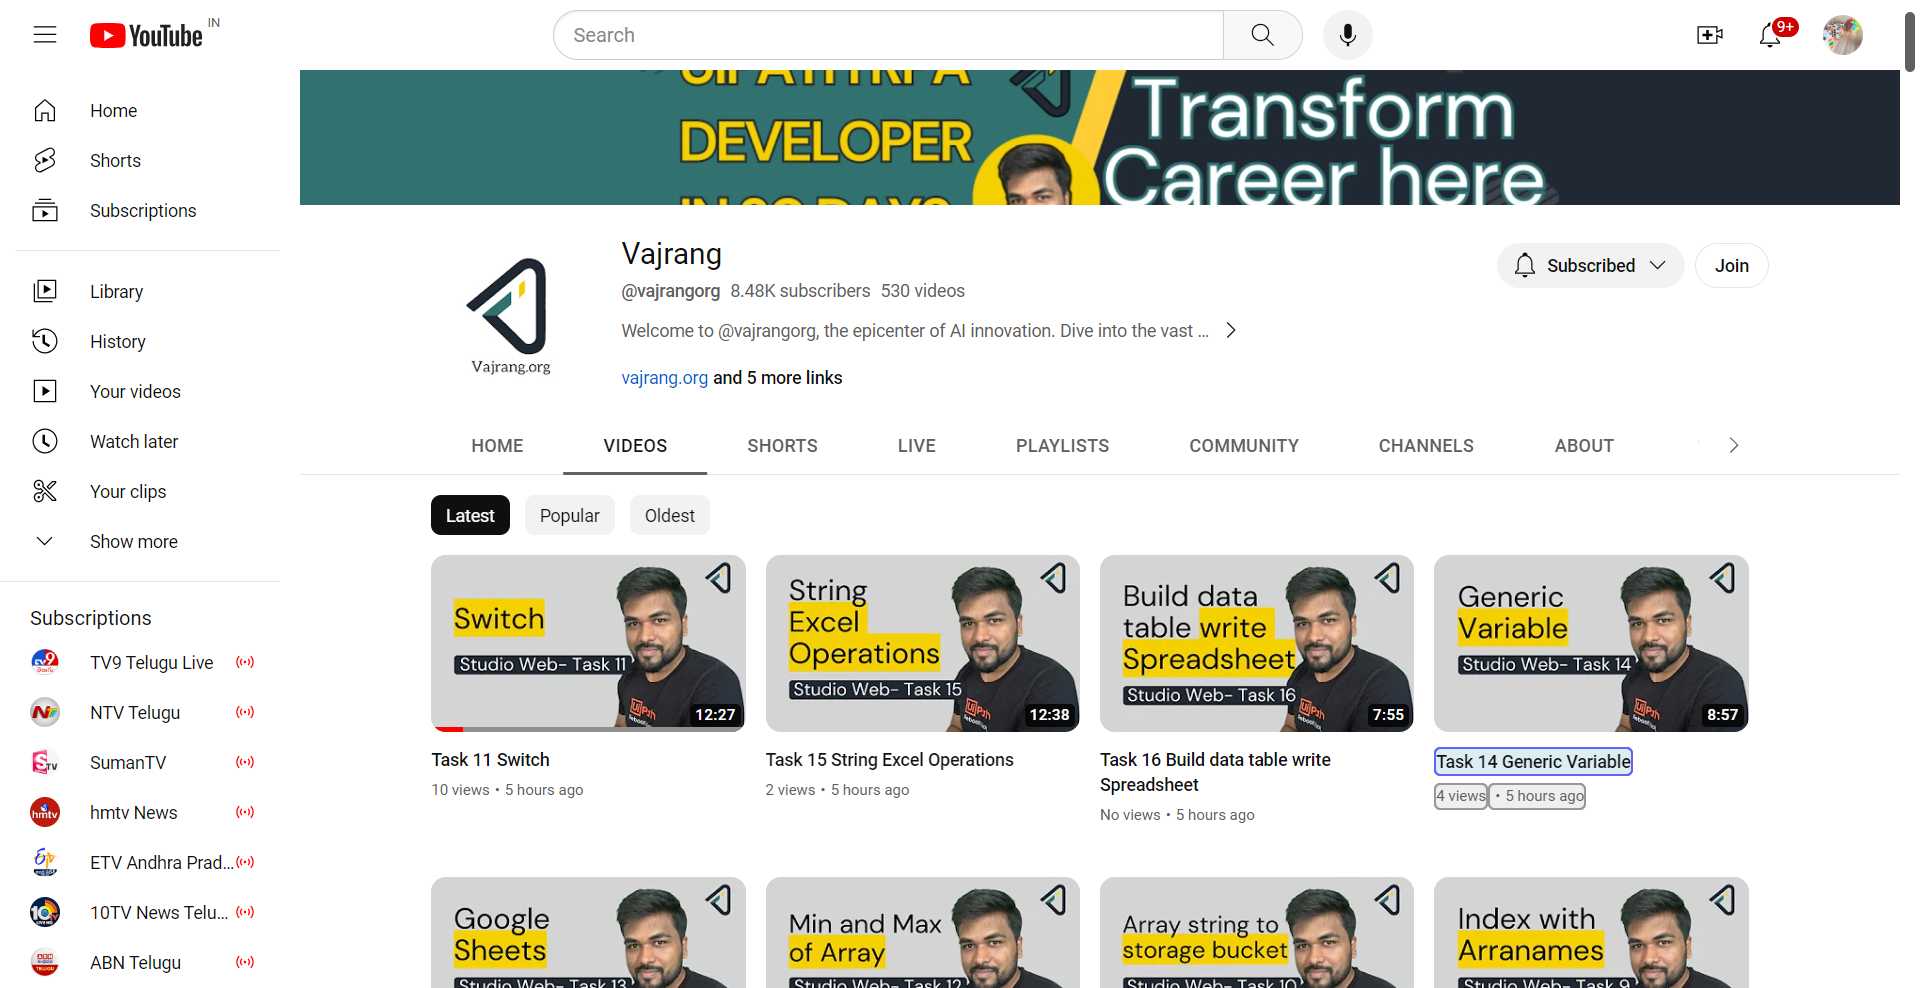 YouTube IN
Search
9+
Home
Shorts
Subscriptions
Library
History
Your videos
Watch later
Your clips
Show more
Subscriptions
TV9 Telugu Live
NTV Telugu
SumanTV
hmtv News
ETV Andhra Prad...
10TV News Telu...
ABN Telugu
UIPATH RPA
DEVELOPER
IN 30 DAYS
Transform
Career here
Vajrang.org
Vajrang
@vajrangorg 8.48K subscribers 530 videos
Welcome to @vajrangorg, the epicenter of AI innovation. Dive into the vast ...
vajrang.org and 5 more links
Subscribed
Join
HOME VIDEOS SHORTS LIVE PLAYLISTS COMMUNITY CHANNELS ABOUT
Latest Popular Oldest
Switch
Studio Web- Task 11
12:27
Task 11 Switch
10 views • 5 hours ago
String
Excel
Operations
Studio Web- Task 15
12:38
Task 15 String Excel Operations
2 views • 5 hours ago
Build data
table write
Spreadsheet
Studio Web- Task 16
7:55
Task 16 Build data table write
Spreadsheet
No views • 5 hours ago
Generic
Variable
Studio Web- Task 14
8:57
Task 14 Generic Variable
4 views • 5 hours ago
Google
Sheets
Studio Web- Task 13
Min and Max
of Array
Studio Web- Task 12
Array string to
storage bucket
Studio Web- Task 10
Index with
Arranames
Studio Web- Task 9